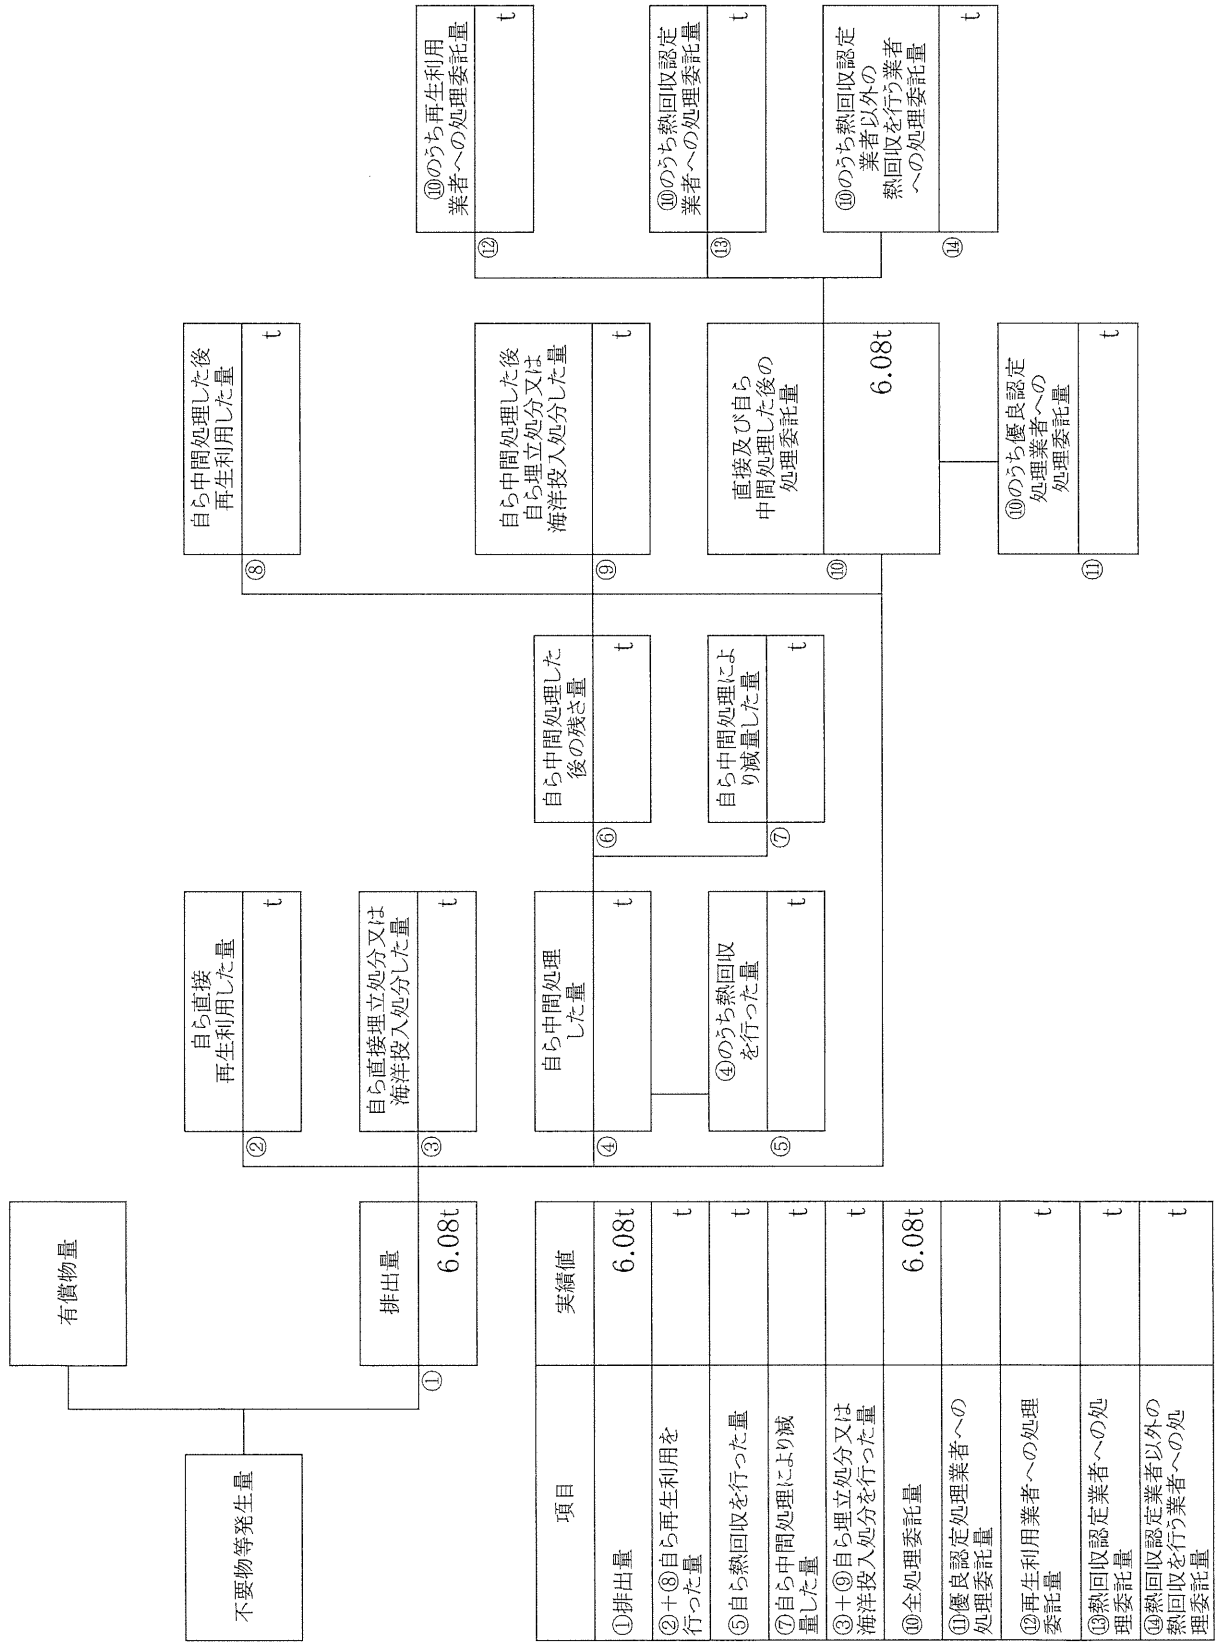 不要物等発生量
有償物量
排出量
①
6.08t
自ら直接
再生利用した量
②
t
自ら直接埋立処分又は
海洋投入処分した量
③
t
自ら中間処理
した量
④
t
④のうち熱回収
を行った量
⑤
t
自ら中間処理した
後の残さ量
⑥
t
自ら中間処理によ
り減量した量
⑦
t
自ら中間処理した後
再生利用した量
⑧
t
自ら中間処理した後
自ら埋立処分又は
海洋投入処分した量
⑨
t
直接及び自ら
中間処理した後の
処理委託量
⑩
6.08t
⑩のうち優良認定
処理業者への
処理委託量
⑪
t
⑩のうち再生利用
業者への処理委託量
⑫
t
⑩のうち熱回収認定
業者への処理委託量
⑬
t
⑩のうち熱回収認定
業者以外の
熱回収を行う業者
への処理委託量
⑭
t
項目 実績値
①排出量 6.08t
②+⑧自ら再生利用を
行った量 t
⑤自ら熱回収を行った量 t
⑦自ら中間処理により減
量した量 t
③+⑨自ら埋立処分又は
海洋投入処分を行った量 t
⑩全処理委託量 6.08t
⑪優良認定処理業者への
処理委託量
⑫再生利用業者への処理
委託量 t
⑬熱回収認定業者への処
理委託量 t
⑭熱回収認定業者以外の
熱回収を行う業者への処
理委託量 t